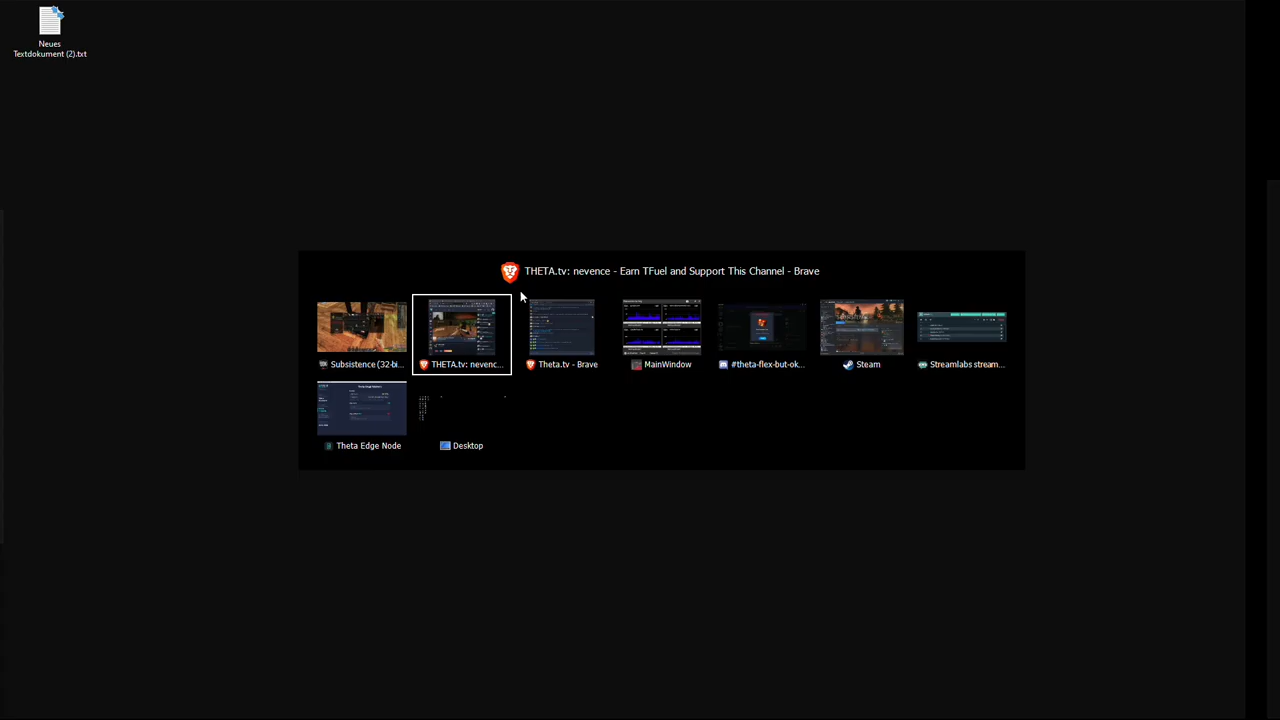 Neues
Textdokument (2).txt
THETA.tv: nevence - Earn TFuel and Support This Channel - Brave
Subsistence (32-bi...
THETA.tv: nevenc...
Theta.tv - Brave
MainWindow
#theta-flex-but-ok...
Steam
Streamlabs stream...
Theta Edge Node
Desktop